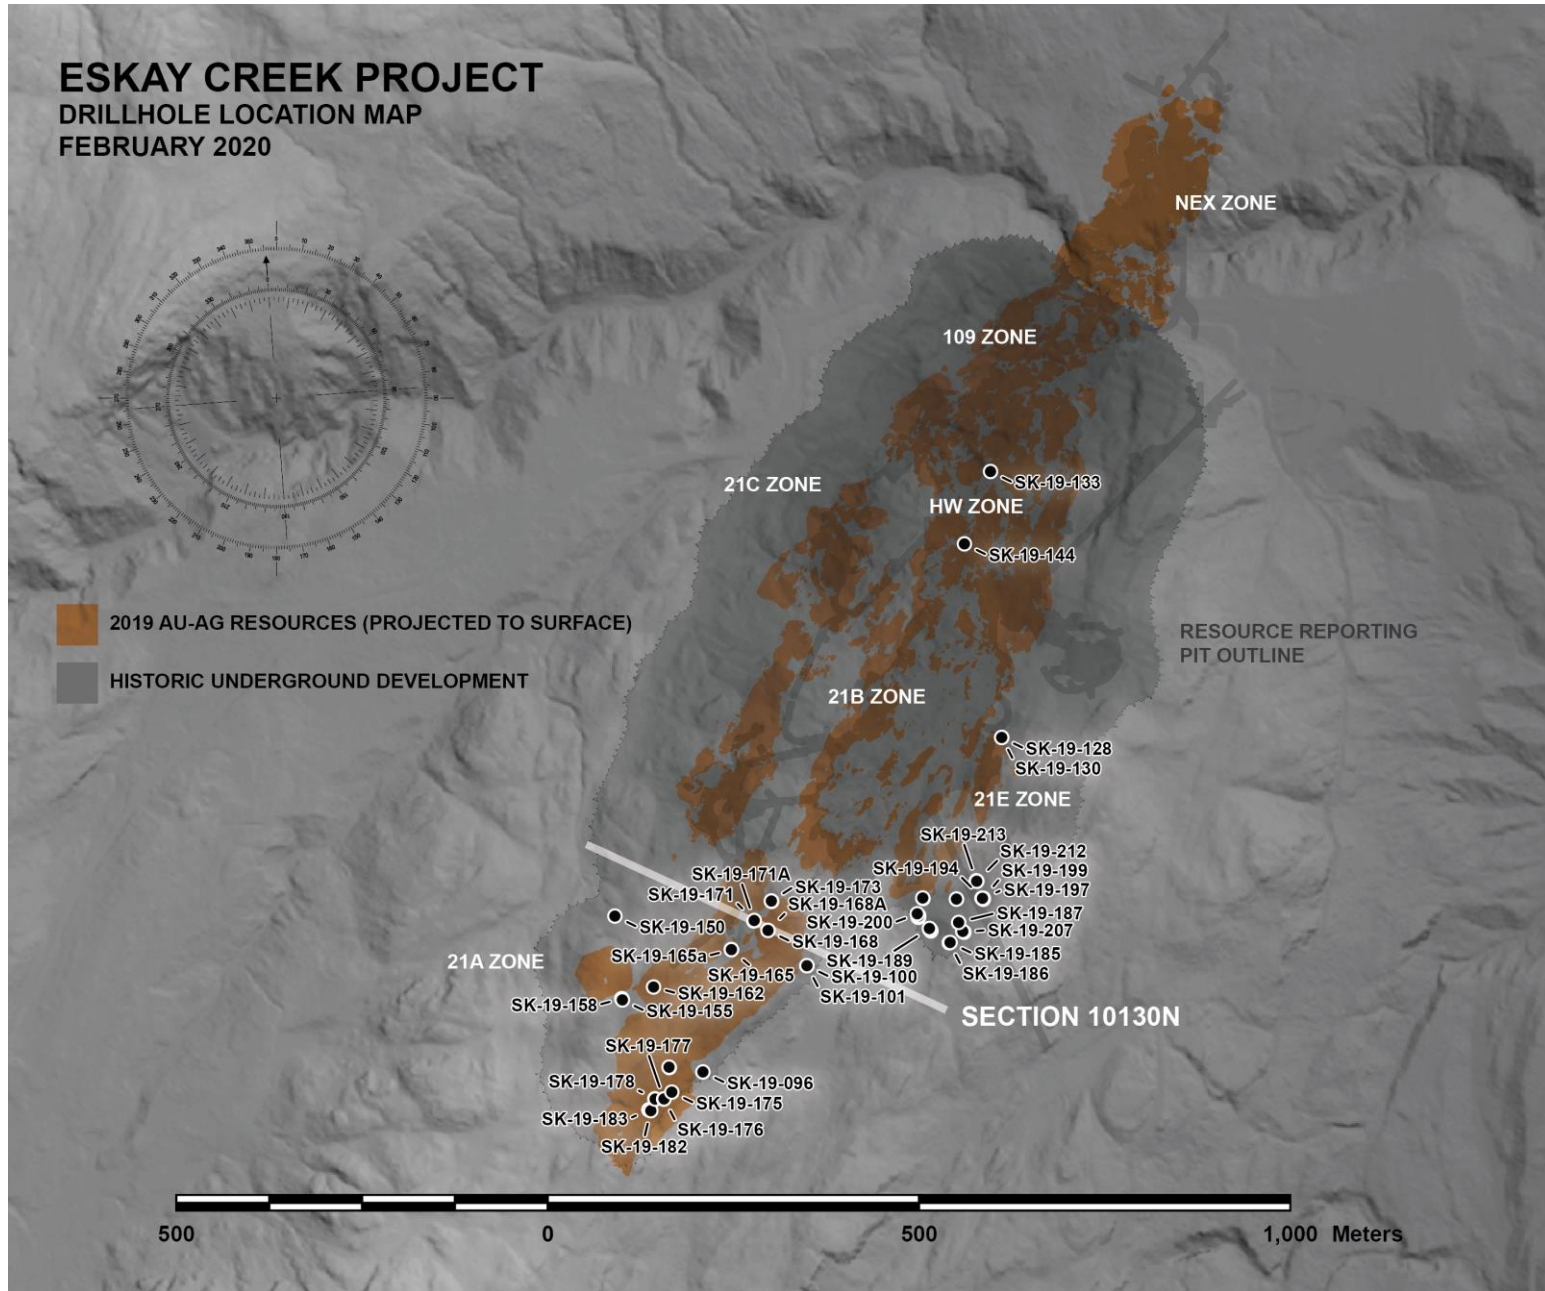 ESKAY CREEK PROJECT
DRILLHOLE LOCATION MAP
FEBRUARY 2020
NEX ZONE
109 ZONE
21C ZONE
SK-19-133
HW ZONE
SK-19-144
2019 AU-AG RESOURCES (PROJECTED TO SURFACE)
HISTORIC UNDERGROUND DEVELOPMENT
RESOURCE REPORTING
PIT OUTLINE
21B ZONE
SK-19-128
SK-19-130
21E ZONE
SK-19-213
SK-19-212
SK-19-194
SK-19-199
SK-19-197
SK-19-171A
SK-19-171
SK-19-173
SK-19-168A
SK-19-200
SK-19-187
SK-19-150
SK-19-168
SK-19-207
SK-19-165a
SK-19-189
SK-19-185
21A ZONE
SK-19-165
SK-19-100
SK-19-186
SK-19-162
SK-19-101
SK-19-158
SK-19-155
SECTION 10130N
SK-19-177
SK-19-178
SK-19-096
SK-19-175
SK-19-183
SK-19-176
SK-19-182
500
0
500
1,000 Meters